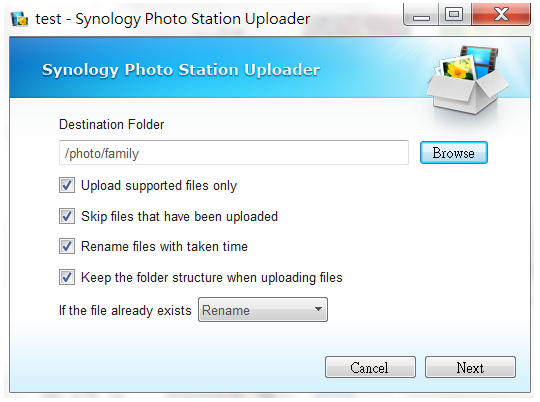 test - Synology Photo Station Uploader
Synology Photo Station Uploader
Destination Folder
/photo/family
Browse
Upload supported files only
Skip files that have been uploaded
Rename files with taken time
Keep the folder structure when uploading files
If the file already exists Rename
Cancel Next